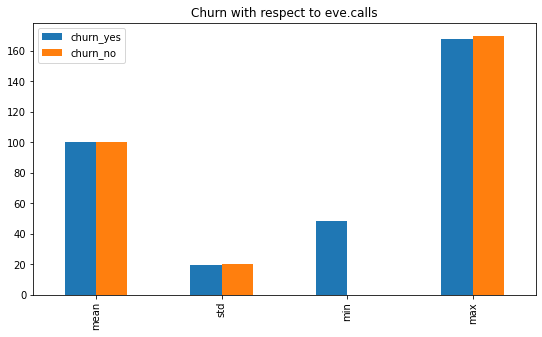 Churn with respect to eve.calls
churn_yes
churn_no
160
140
120
100
80
60
40
20
0
mean
std
min
max